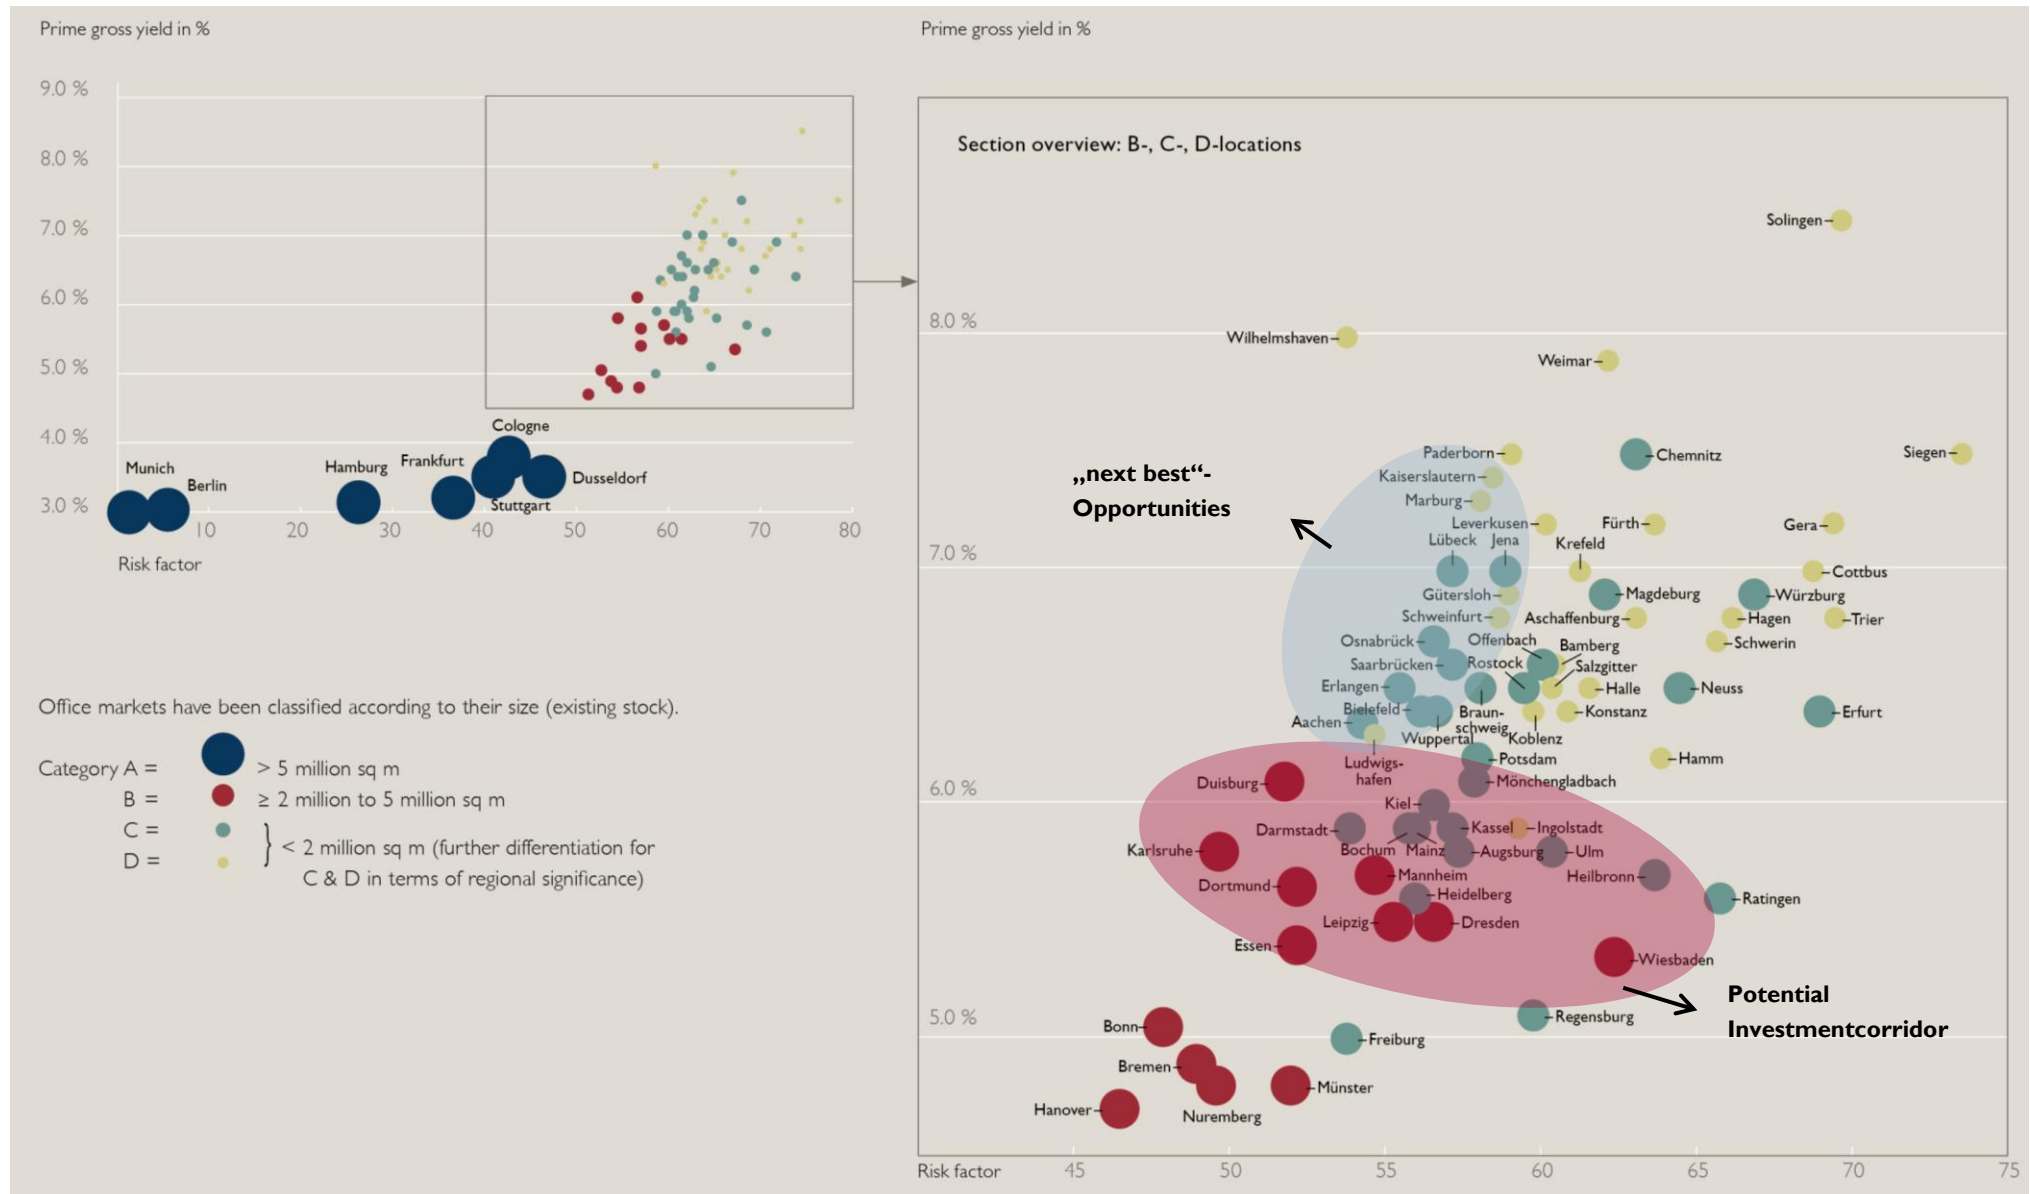 Prime gross yield in %
9.0 %
8.0 %
7.0 %
6.0 %
5.0 %
4.0 %
3.0 %
Cologne
Munich
Berlin
Hamburg
Frankfurt
Dusseldorf
Stuttgart
10 20 30 40 50 60 70 80
Risk factor
Office markets have been classified according to their size (existing stock).
Category A = > 5 million sq m
B = ≥ 2 million to 5 million sq m
C =
D =
} < 2 million sq m (further differentiation for
C & D in terms of regional significance)
Prime gross yield in %
Section overview: B-, C-, D-locations
Solingen
8.0 %
Wilhelmshaven
Weimar
„next best“-
Opportunities
Paderborn
Chemnitz
Siegen
Kaiserslautern
Marburg
Leverkusen
Fürth
Gera
Lübeck
Jena
Krefeld
7.0 %
Cottbus
Gütersloh
Magdeburg
Würzburg
Schweinfurt
Aschaffenburg
Hagen
Trier
Osnabrück
Offenbach
Bamberg
Schwerin
Saarbrücken
Rostock
Salzgitter
Erlangen
Halle
Neuss
Bielefeld
Braun-
schweig
Konstanz
Erfurt
Aachen
Wuppertal
Koblenz
Ludwigs-
hafen
Potsdam
Hamm
Duisburg
Mönchengladbach
6.0 %
Kiel
Darmstadt
Kassel
Ingolstadt
Karlsruhe
Bochum
Mainz
Augsburg
Ulm
Dortmund
Mannheim
Heilbronn
Heidelberg
Ratingen
Leipzig
Dresden
Essen
Wiesbaden
Potential
Investmentcorridor
5.0 %
Bonn
Regensburg
Freiburg
Bremen
Münster
Hanover
Nuremberg
Risk factor 45 50 55 60 65 70 75